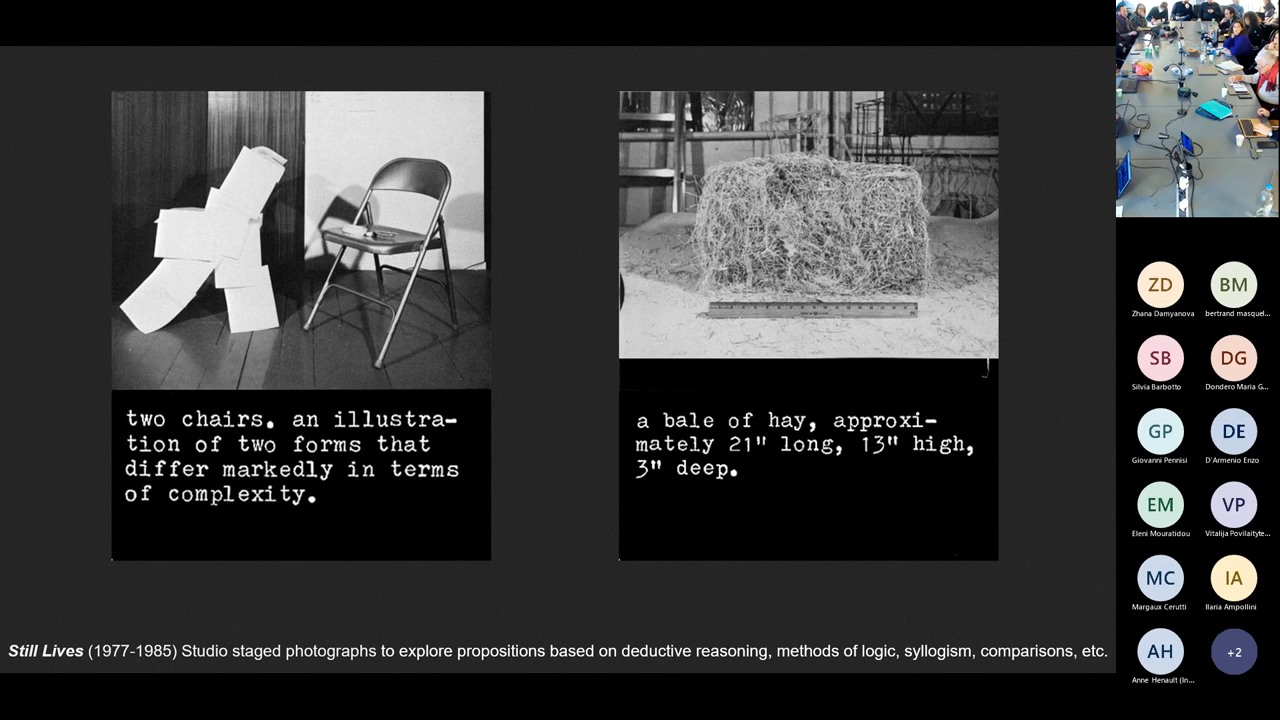 two chairs. an illustra-
tion of two forms that
differ markedly in terms
of complexity.
a bale of hay, approxi-
mately 21" long, 13" high,
3" deep.
Still Lives (1977-1985) Studio staged photographs to explore propositions based on deductive reasoning, methods of logic, syllogism, comparisons, etc.
ZD
Zhana Damyanova
BM
bertrand masquel...
SB
Silvia Barbotto
DG
Dondero Maria G...
GP
Giovanni Pennisi
DE
D'Armenio Enzo
EM
Eleni Mouratidou
VP
Vitalija Povilaityte...
MC
Margaux Cerutti
IA
Ilaria Ampollini
AH
Anne Henault (In...
+2